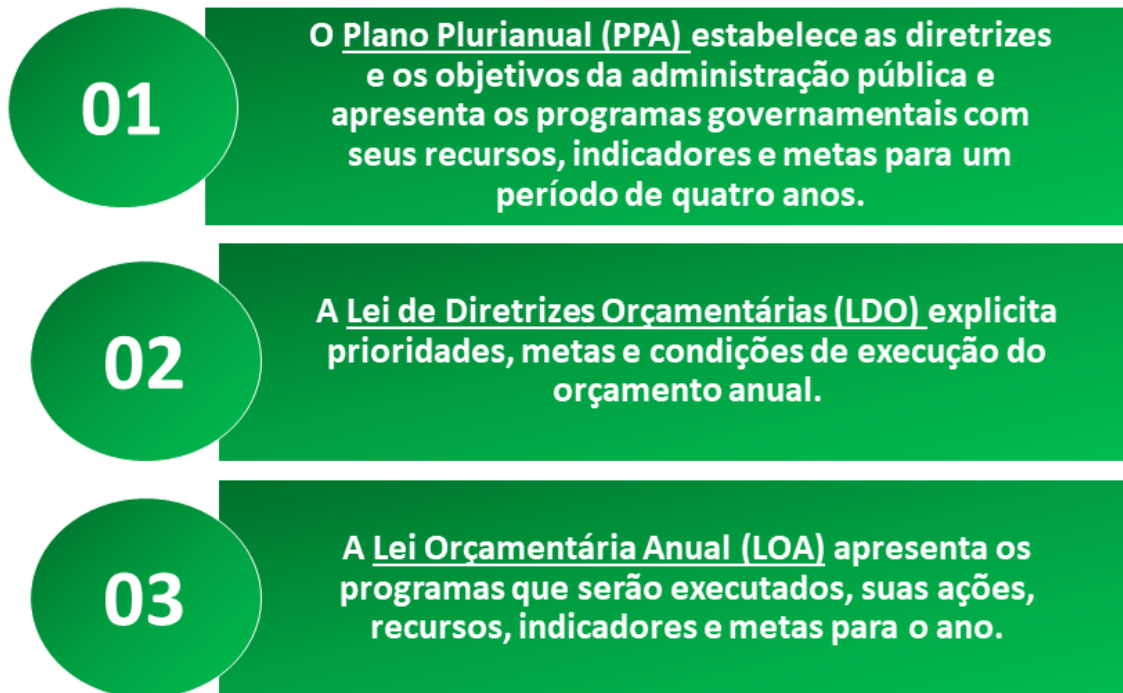 01
O Plano Plurianual (PPA) estabelece as diretrizes
e os objetivos da administração pública e
apresenta os programas governamentais com
seus recursos, indicadores e metas para um
período de quatro anos.
02
A Lei de Diretrizes Orçamentárias (LDO) explicita
prioridades, metas e condições de execução do
orçamento anual.
03
A Lei Orçamentária Anual (LOA) apresenta os
programas que serão executados, suas ações,
recursos, indicadores e metas para o ano.